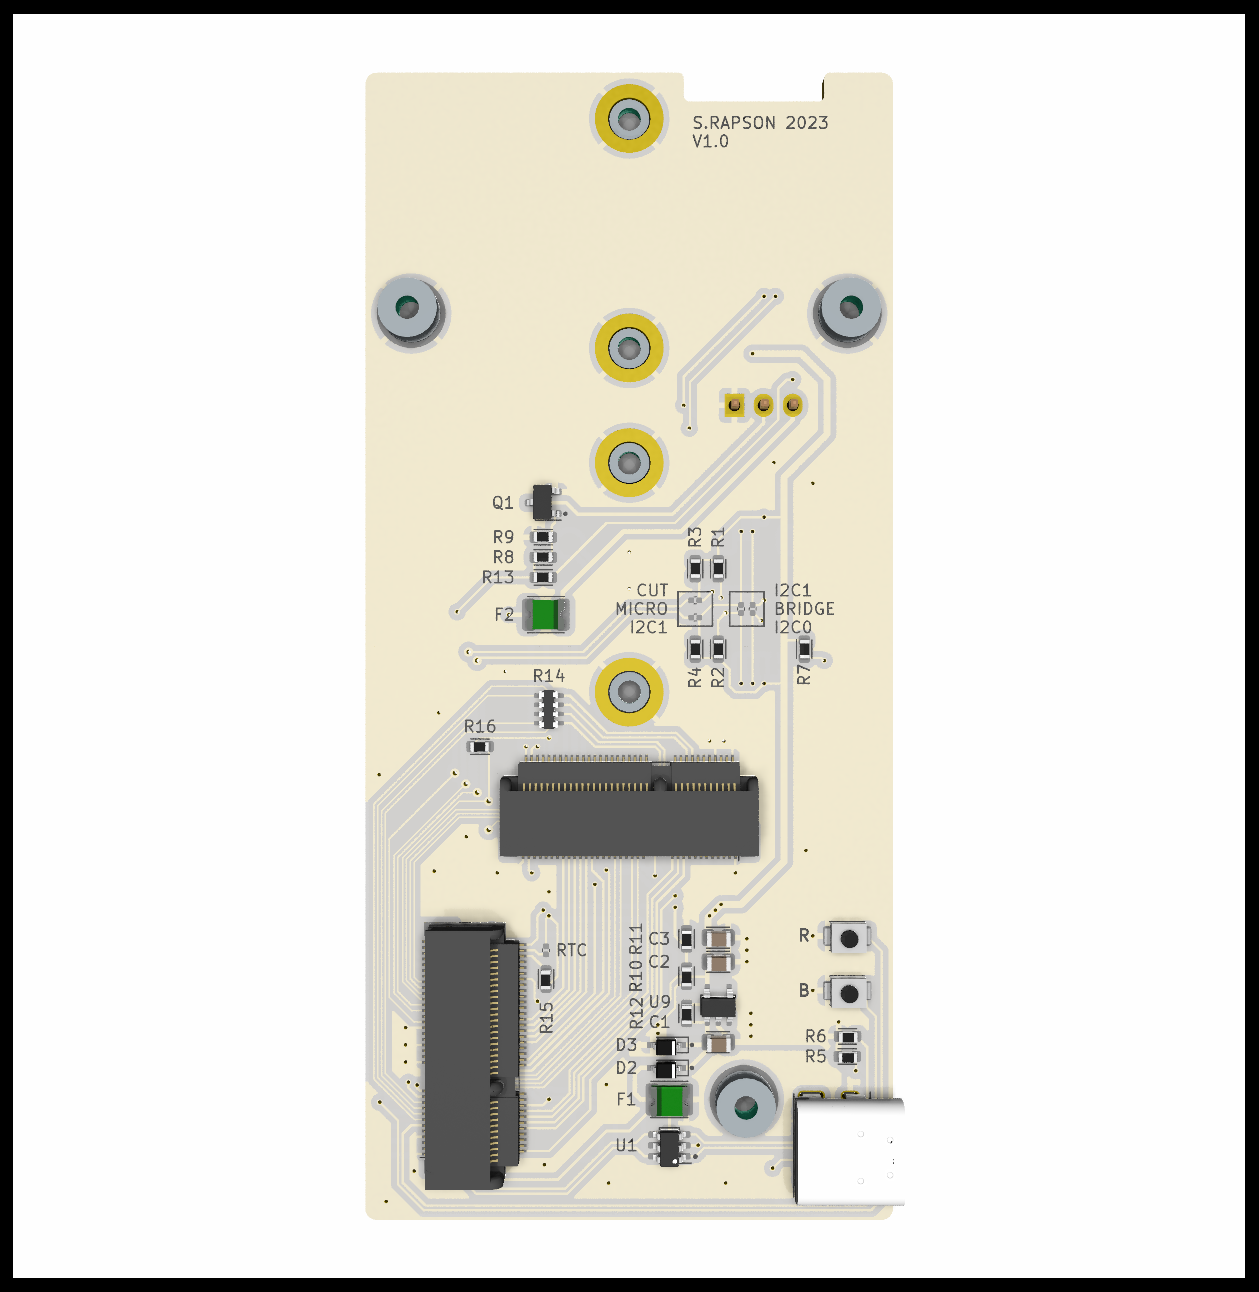 S.RAPSON 2023
V1.0
Q1
R9
R8
R13
F2
R3
R1
CUT
MICRO
I2C1
I2C1
BRIDGE
I2C0
R4
R2
R7
R14
R16
RTC
R15
C3
R11
C2
R10
U9
C1
R12
D3
D2
F1
U1
R
B
R6
R5